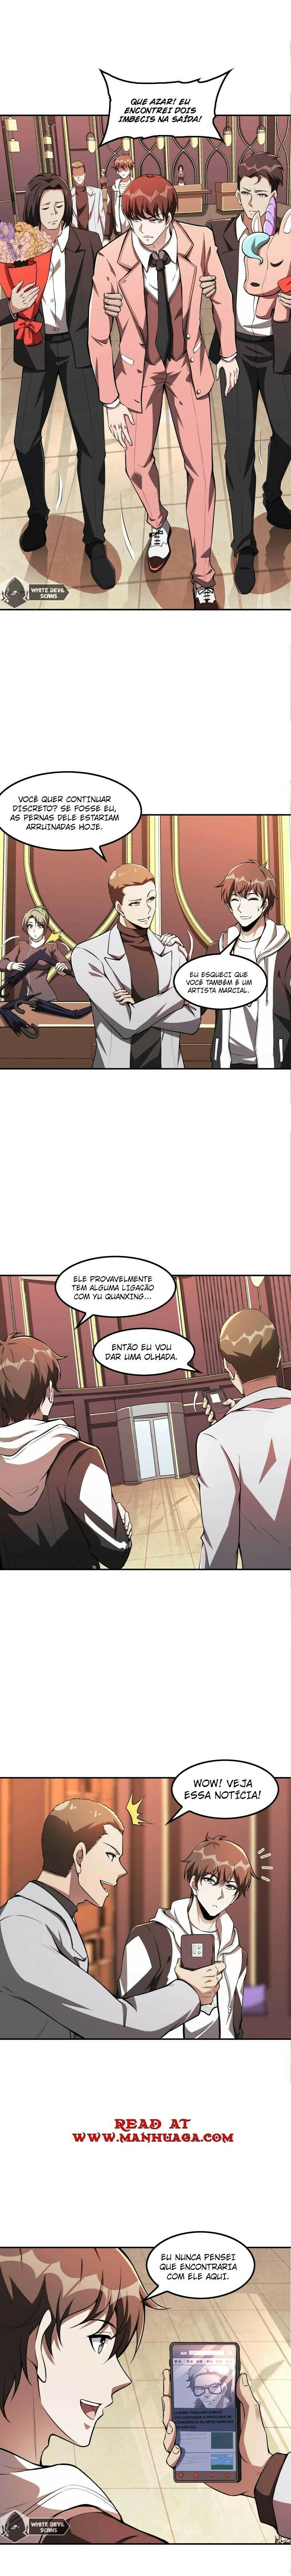 QUE AZAR! EU
ENCONTREI DOIS
IMBECIS NA SAÍDA!
WHITE DEVIL
SCANS
VOCÊ QUER CONTINUAR
DISCRETO? SE FOSSE EU,
AS PERNAS DELE ESTARIAM
ARRUINADAS HOJE.
EU ESQUECI QUE
VOCÊ TAMBÉM É UM
ARTISTA MARCIAL.
ELE PROVAVELMENTE
TEM ALGUMA LIGAÇÃO
COM YU QUANXING...
ENTÃO EU VOU
DAR UMA OLHADA.
WOW! VEJA
ESSA NOTÍCIA!
READ AT
WWW.MANHUAGA.COM
EU NUNCA PENSEI
QUE ENCONTRARIA
COM ELE AQUI.
WHITE DEVIL
SCANS